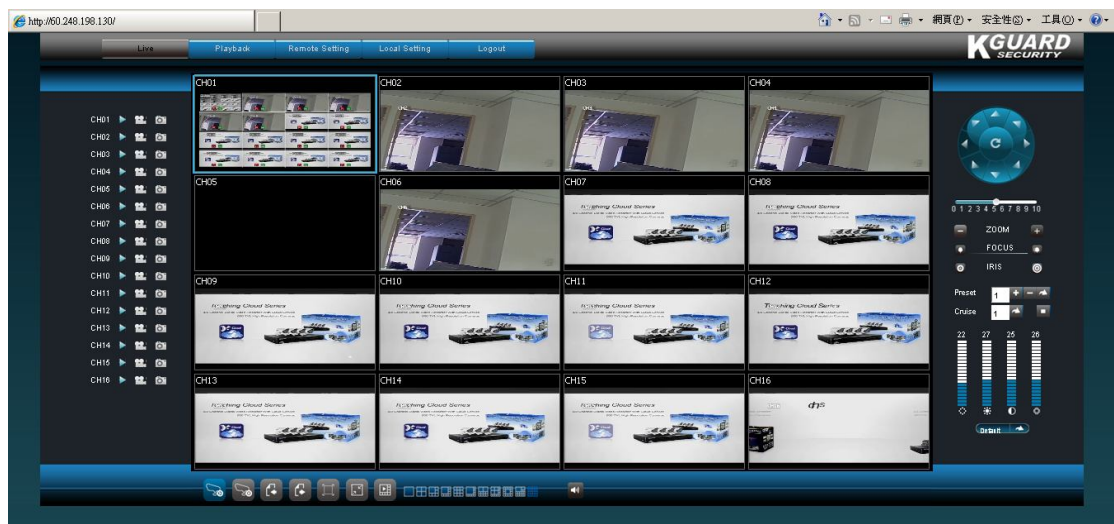 http://60.248.198.130/
網頁(P) 安全性(S) 工具(O)
Live Playback Remote Setting Local Setting Logout
KGUARD
SECURITY
CH01
CH02
CH03
CH04
CH05
CH06
CH07
CH08
CH09
CH10
CH11
CH12
CH13
CH14
CH15
CH16
CH01 CH02 CH03 CH04
CH05 CH06 CH07 CH08
CH09 CH10 CH11 CH12
CH13 CH14 CH15 CH16
0 1 2 3 4 5 6 7 8 9 10
ZOOM
FOCUS
IRIS
Preset 1
Cruise 1
22 27 25 26
Default